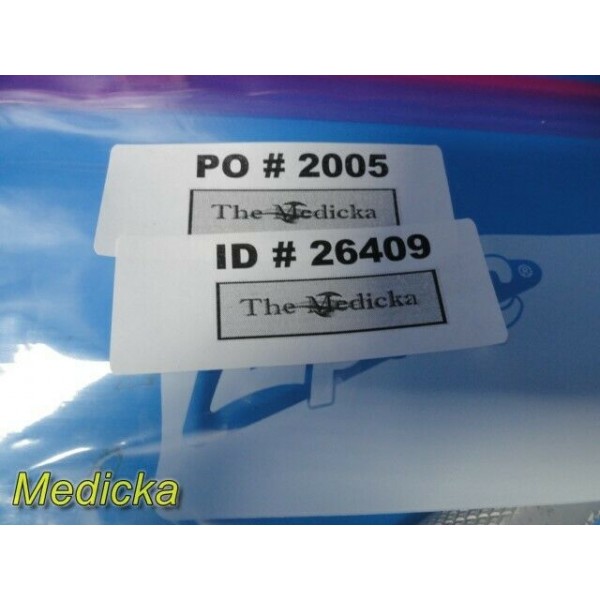 PO # 2005
The Medicka
ID # 26409
The Medicka
®
Medicka